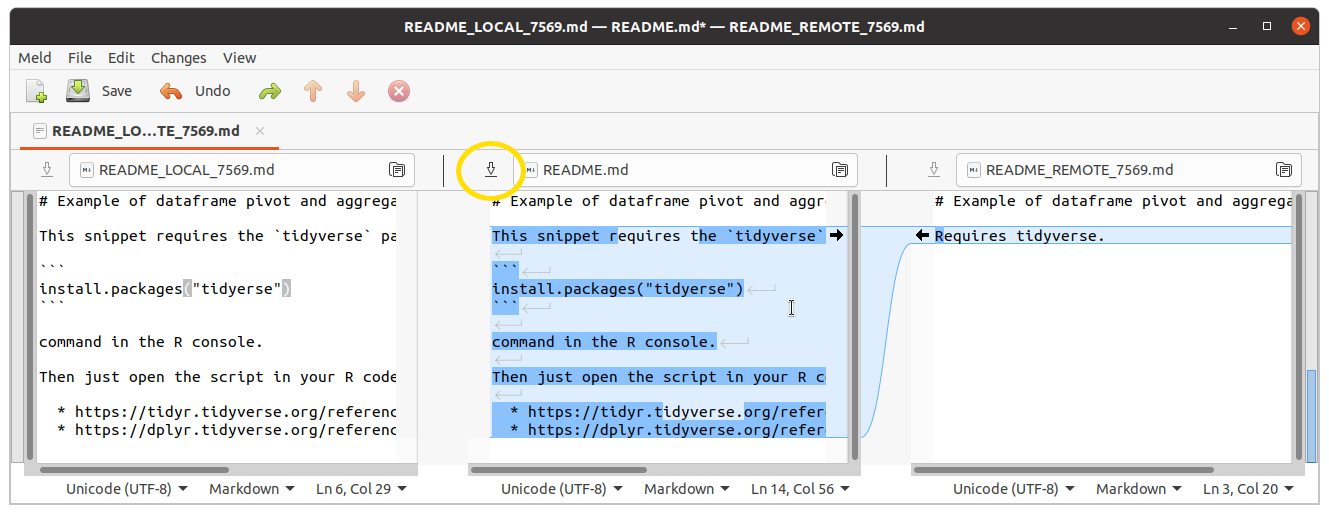 README_LOCAL_7569.md — README.md* — README_REMOTE_7569.md
Meld File Edit Changes View
Save Undo
README_LO…TE_7569.md
README_LOCAL_7569.md
# Example of dataframe pivot and aggrega
This snippet requires the `tidyverse` pa
```
install.packages("tidyerse")
```
command in the R console.
Then just open the script in your R code
* https://tidyr.tidyverse.org/referenc
* https://dplyr.tidyverse.org/referenc
Unicode (UTF-8) Markdown Ln 6, Col 29
README.md
# Example of dataframe pivot and aggr
This snippet requires the `tidyverse`
```
install.packages("tidyerse")
```
command in the R console.
Then just open the script in your R c
* https://tidyr.tidyverse.org/refer
* https://dplyr.tidyverse.org/refer
Unicode (UTF-8) Markdown Ln 14, Col 56
README_REMOTE_7569.md
# Example of dataframe pivot and aggrega
Requires tidyverse.
Unicode (UTF-8) Markdown Ln 3, Col 20